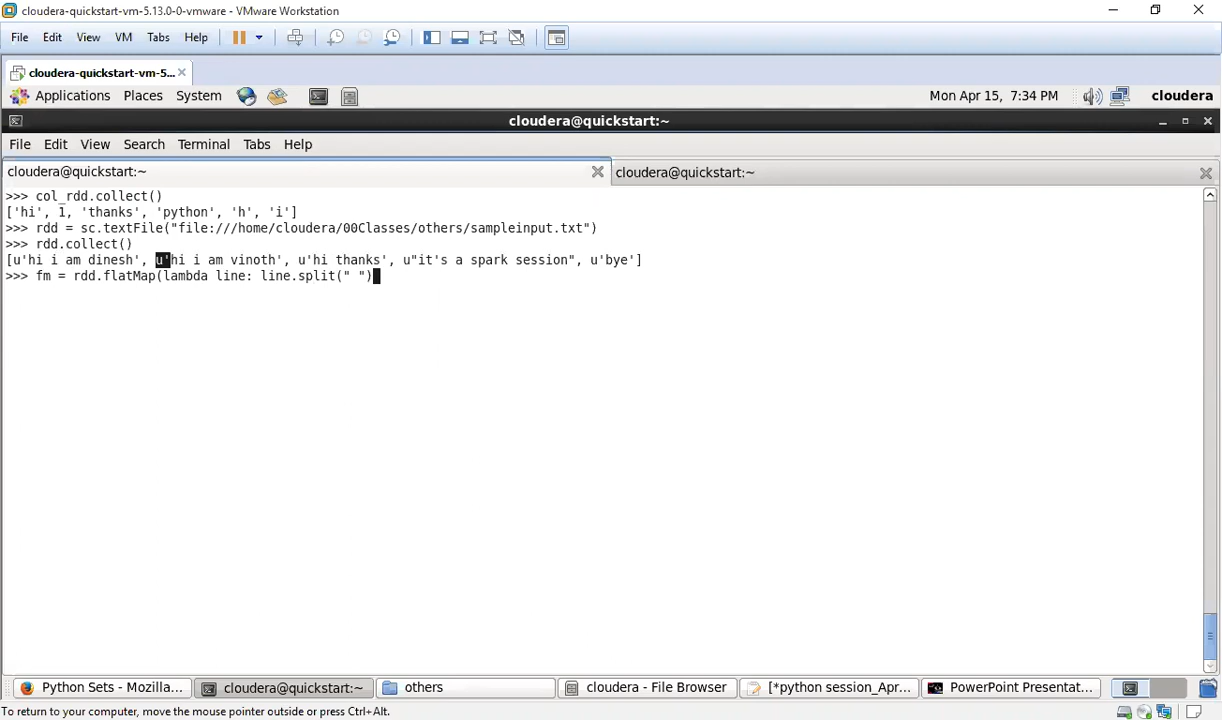 cloudera-quickstart-vm-5.13.0-0-vmware - VMware Workstation
File Edit View VM Tabs Help
cloudera-quickstart-vm-5...
Applications Places System Mon Apr 15, 7:34 PM cloudera
cloudera@quickstart:~
File Edit View Search Terminal Tabs Help
cloudera@quickstart:~ cloudera@quickstart:~
>>> col_rdd.collect()
['hi', 1, 'thanks', 'python', 'h', 'i']
>>> rdd = sc.textFile("file:///home/cloudera/00Classes/others/sampleinput.txt")
>>> rdd.collect()
[u'hi i am dinesh', u'hi i am vinoth', u'hi thanks', u"it's a spark session", u'bye']
>>> fm = rdd.flatMap(lambda line: line.split(" ")
Python Sets - Mozilla... cloudera@quickstart:~ others cloudera - File Browser [*python session_Apr... PowerPoint Presentat...
To return to your computer, move the mouse pointer outside or press Ctrl+Alt.